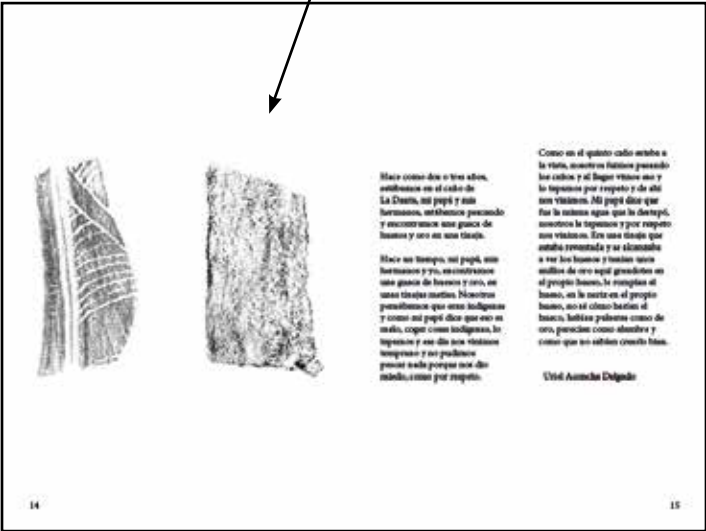 Hace como dos o tres años,
estábamos en el caño de
La Danta, mi papá y mis
hermanos, estábamos pescando
y encontramos una guaca de
huesos y oro en una tinaja.
Hace un tiempo, mi papá, mis
hermanos y yo, encontramos
una guaca de huesos y oro, en
unas tinajas metías. Nosotros
pensábamos que eran indígenas
y como mi papá dice que eso es
malo, coger cosas indígenas, lo
tapamos y ese día nos vinimos
temprano y no pudimos
pescar nada porque nos dio
miedo, como por respeto.
Como en el quinto caño estaba a
la vista, nosotros fuimos pasando
los caños y al llegar vimos eso y
lo tapamos por respeto y de ahí
nos vinimos. Mi papá dice que
fue la misma agua que la destapó,
nosotros la tapamos y por respeto
nos vinimos. Era una tinaja que
estaba reventada y se alcanzaba
a ver los huesos y tenían unos
anillos de oro aquí grandotes en
el propio hueso, le rompían el
hueso, en la nariz en el propio
hueso, no sé cómo harían el
hueco, habían pulseras como de
oro, parecían como alambre y
como que no sabían crearlo bien.
Uriel Delgado
14
15